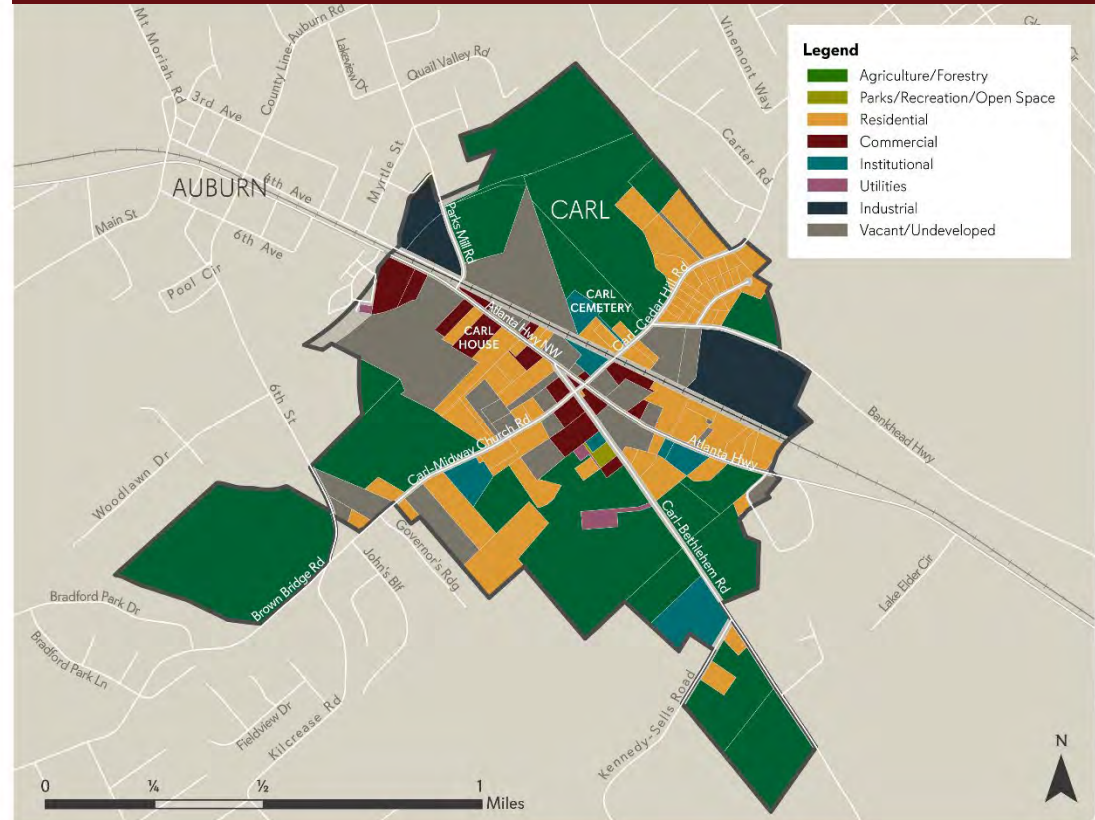 Legend
Agriculture/Forestry
Parks/Recreation/Open Space
Residential
Commercial
Institutional
Utilities
Industrial
Vacant/Undeveloped
Mt Moriah Rd
County Line-Auburn Rd
Lakeview Dr
Quail Valley Rd
Vinemont Way
3rd Ave
Carter Rd
Myrtle St
AUBURN
4th Ave
Main St
6th Ave
Pool Cir
Parks Mill Rd
CARL
CARL
CEMETERY
Carl-Cedar Hill Rd
Atlanta Hwy NW
CARL
HOUSE
6th St
Carl-Midway Church Rd
Atlanta Hwy
Bankhead Hwy
Woodlawn Dr
Carl-Bethlehem Rd
Governor's Rdg
John's Blf
Brown Bridge Rd
Lake Elder Cir
Bradford Park Dr
Bradford Park Ln
Fieldview Dr
Kilcrease Rd
Kennedy-Sells Road
N
0
¼
½
1
Miles